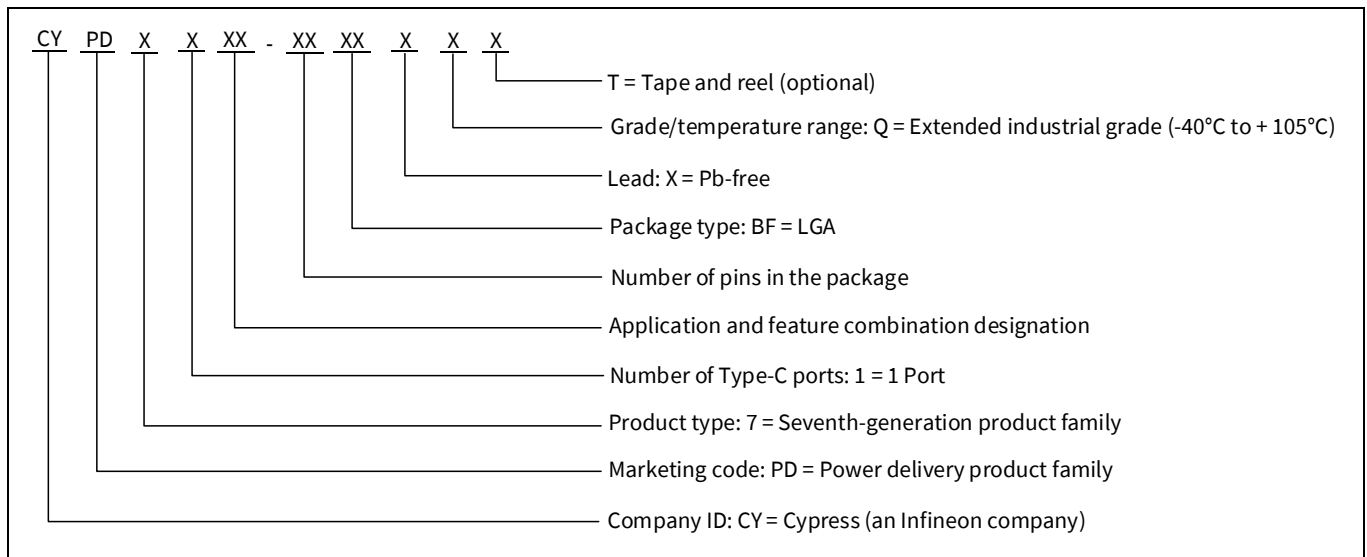 CY PD X X XX - XX XX X X X
T = Tape and reel (optional)
Grade/temperature range: Q = Extended industrial grade (-40°C to + 105°C)
Lead: X = Pb-free
Package type: BF = LGA
Number of pins in the package
Application and feature combination designation
Number of Type-C ports: 1 = 1 Port
Product type: 7 = Seventh-generation product family
Marketing code: PD = Power delivery product family
Company ID: CY = Cypress (an Infineon company)